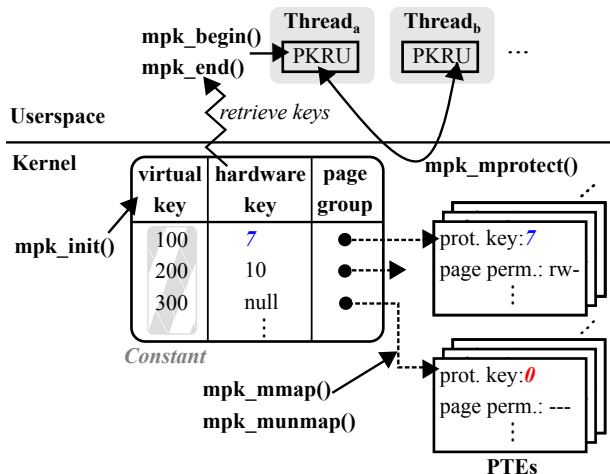 Threadₐ Thread_b
mpk_begin() PKRU PKRU ...
mpk_end()
retrieve keys
Userspace
Kernel
mpk_mprotect()
virtual key hardware key page group
mpk_init()
100 7
200 10
300 null
Constant
prot. key:7
page perm.: rw-
mpk_mmap()
mpk_munmap()
prot. key:0
page perm.: ---
PTEs